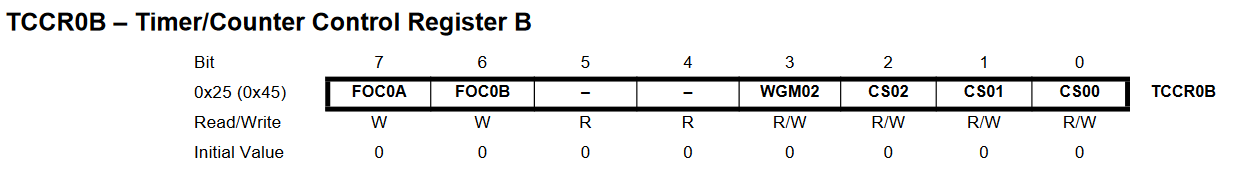 TCCR0B – Timer/Counter Control Register B
Bit 7 6 5 4 3 2 1 0
0x25 (0x45) FOC0A FOC0B – – WGM02 CS02 CS01 CS00 TCCR0B
Read/Write W W R R R/W R/W R/W R/W
Initial Value 0 0 0 0 0 0 0 0